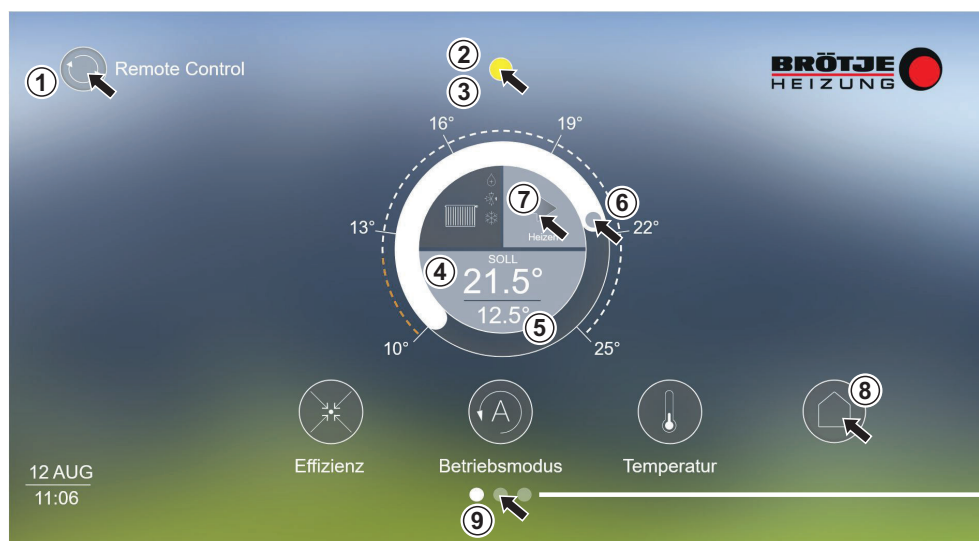 1
Remote Control
2
3
BRÖTJE
HEIZUNG
16°
19°
13°
22°
6
7
Heizen
4
SOLL
21.5°
12.5°
5
10°
25°
8
A
Effizienz
Betriebsmodus
Temperatur
12 AUG
11:06
9